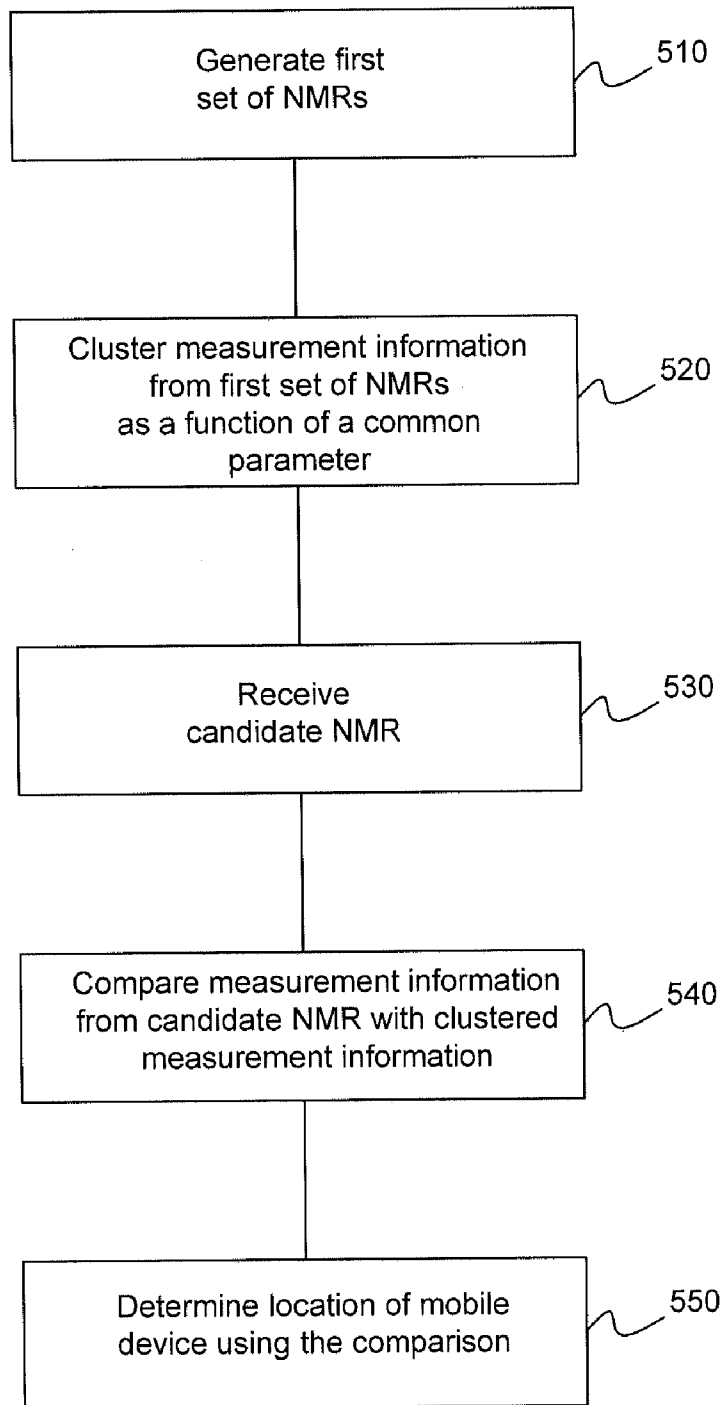 Generate first
set of NMRs
510
Cluster measurement information
from first set of NMRs
as a function of a common
parameter
520
Receive
candidate NMR
530
Compare measurement information
from candidate NMR with clustered
measurement information
540
Determine location of mobile
device using the comparison
550